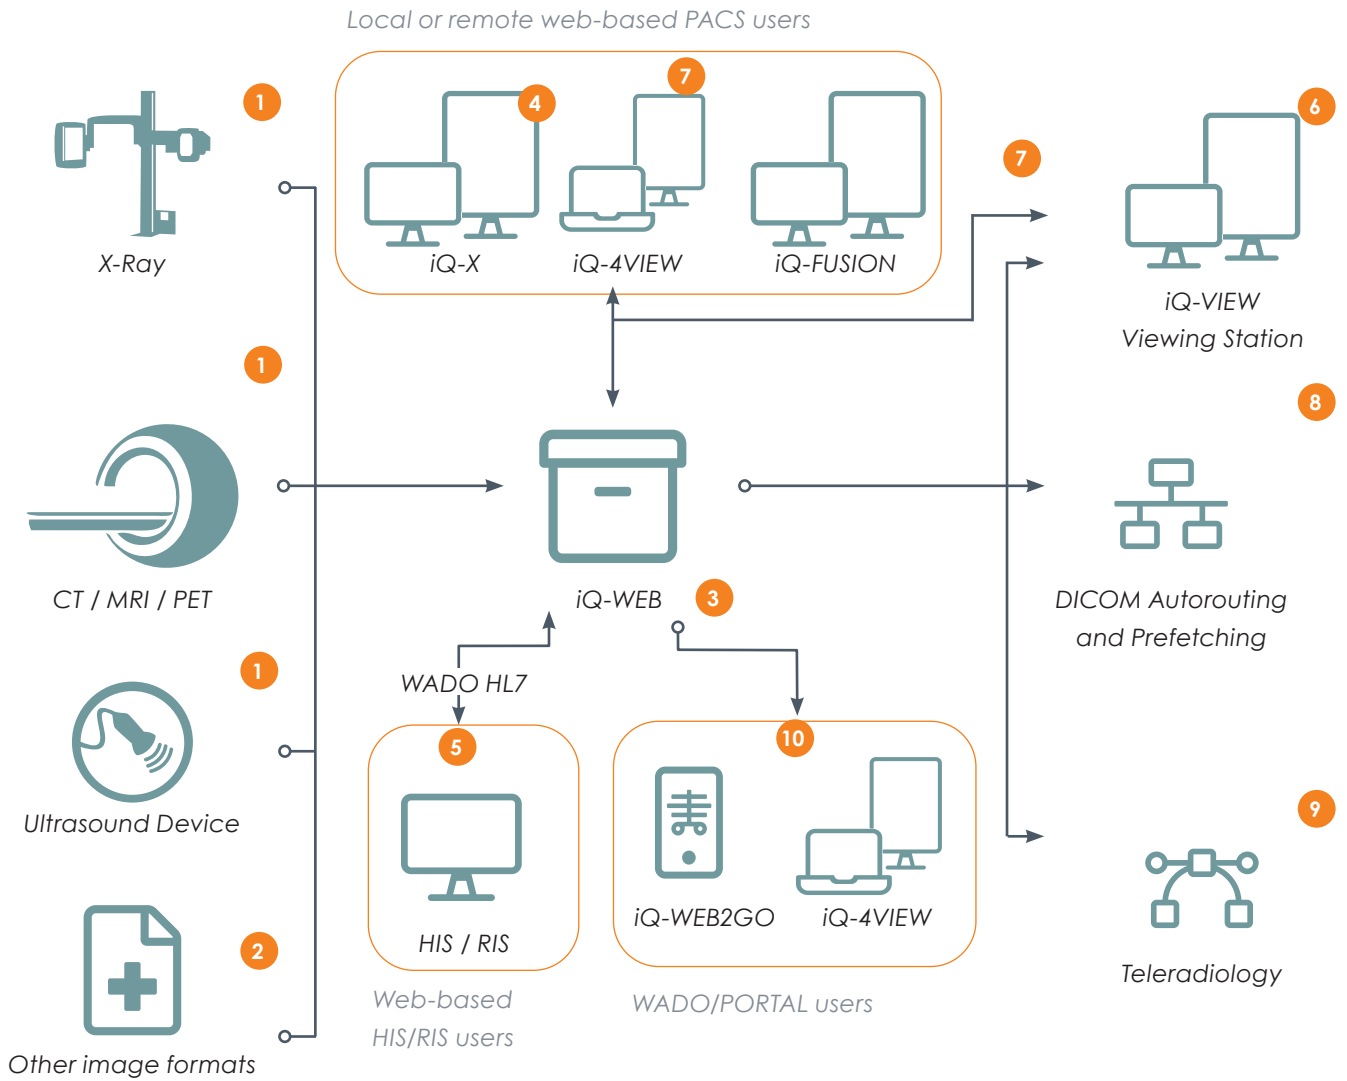 Local or remote web-based PACS users
1
4
7
7
6
X-Ray
iQ-X
iQ-4VIEW
iQ-FUSION
iQ-VIEW
Viewing Station
1
8
CT / MRI / PET
iQ-WEB
3
DICOM Autorouting
and Prefetching
1
WADO HL7
5
10
Ultrasound Device
9
2
HIS / RIS
iQ-WEB2GO
iQ-4VIEW
Teleradiology
Web-based
HIS/RIS users
WADO/PORTAL users
Other image formats